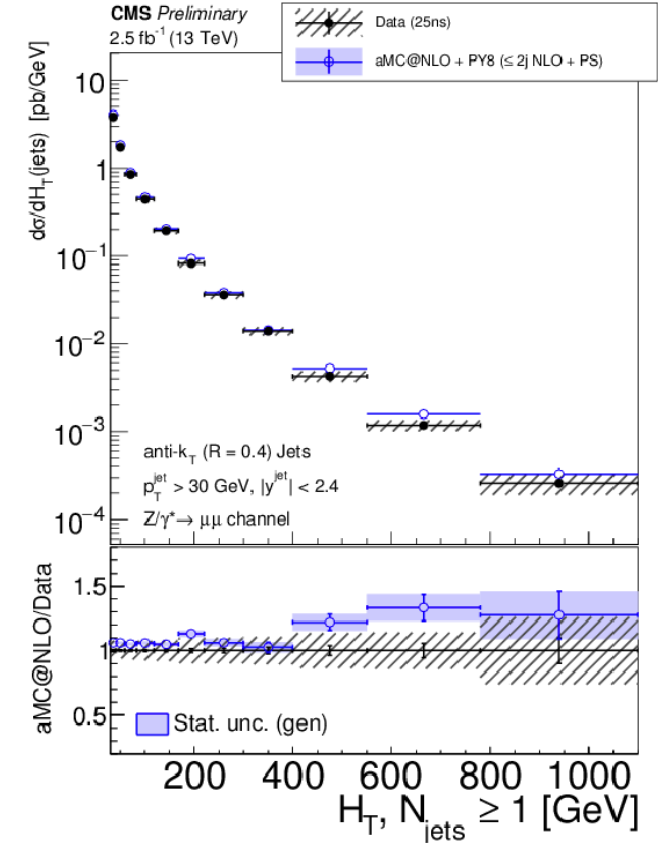 CMS Preliminary
2.5 fb⁻¹ (13 TeV)
Data (25ns)
aMC@NLO + PY8 (≤ 2j NLO + PS)
dσ/dH_T(jets) [pb/GeV]
10
1
10⁻¹
10⁻²
10⁻³
10⁻⁴
anti-k_T (R = 0.4) Jets
p_T^jet > 30 GeV, |y^jet| < 2.4
Z/γ*→ μμ channel
aMC@NLO/Data
1.5
1
0.5
Stat. unc. (gen)
200 400 600 800 1000
H_T, N_jets ≥ 1 [GeV]